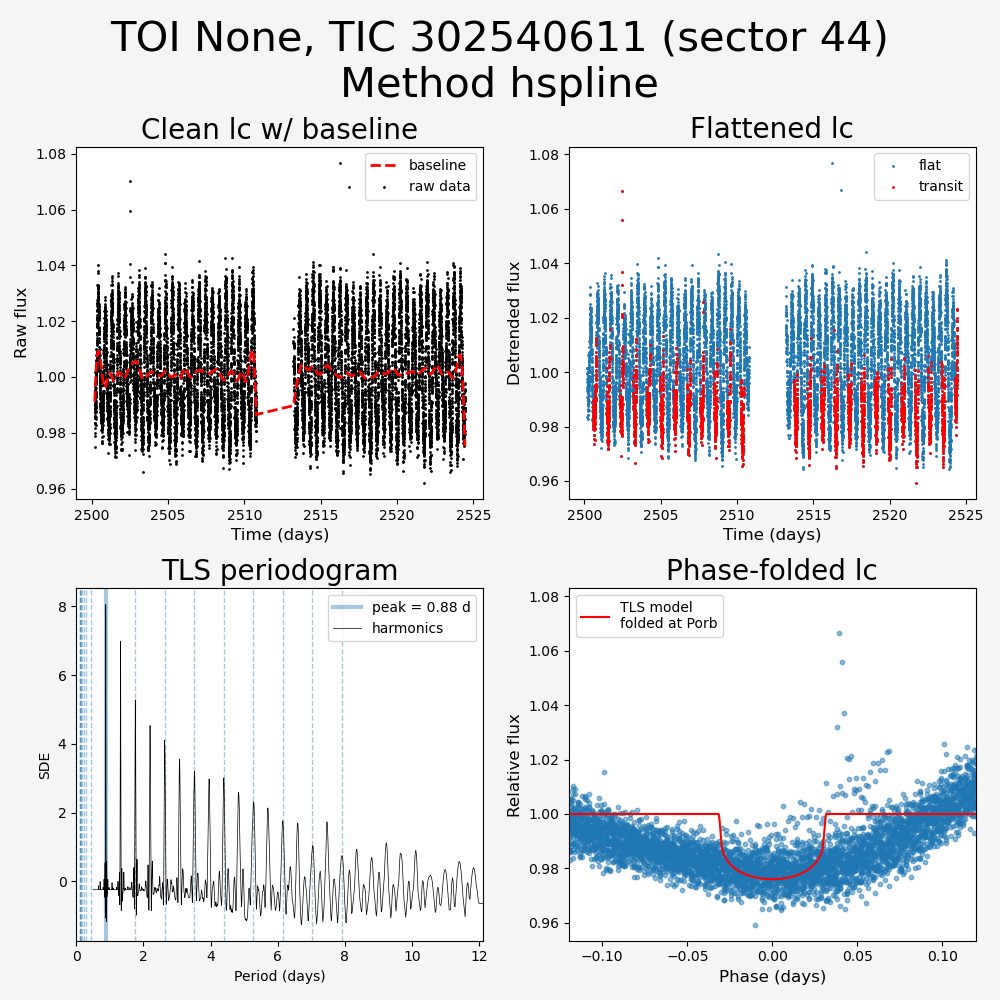 TOI None, TIC 302540611 (sector 44)
Method hspline
Clean lc w/ baseline
1.08
1.06
1.04
1.02
1.00
0.98
0.96
Raw flux
baseline
raw data
2500
2505
2510
2515
2520
2525
Time (days)
Flattened lc
1.08
1.06
1.04
1.02
1.00
0.98
0.96
Detrended flux
flat
transit
2500
2505
2510
2515
2520
2525
Time (days)
TLS periodogram
8
6
4
2
0
SDE
peak = 0.88 d
harmonics
0
2
4
6
8
10
12
Period (days)
Phase-folded lc
1.08
1.06
1.04
1.02
1.00
0.98
0.96
Relative flux
TLS model
folded at Porb
−0.10
−0.05
0.00
0.05
0.10
Phase (days)